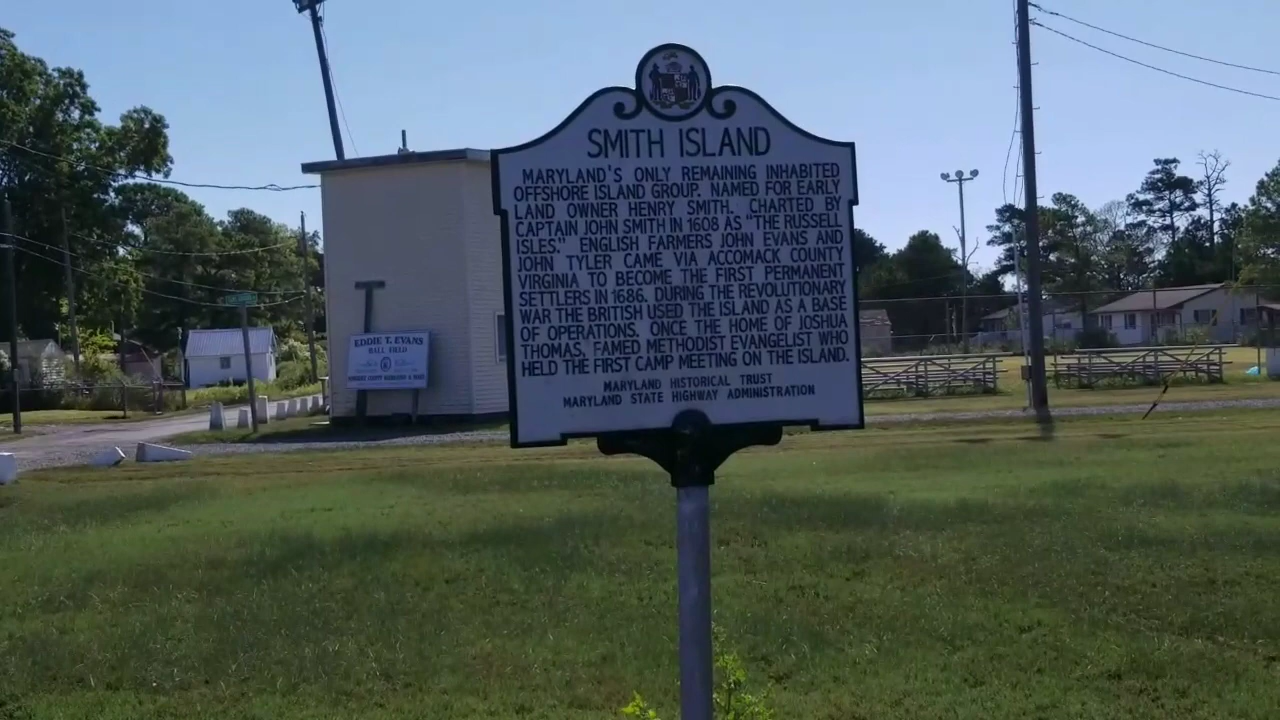 SMITH ISLAND
MARYLAND'S ONLY REMAINING INHABITED
OFFSHORE ISLAND GROUP. NAMED FOR EARLY
LAND OWNER HENRY SMITH. CHARTED BY
CAPTAIN JOHN SMITH IN 1608 AS "THE RUSSELL
ISLES." ENGLISH FARMERS JOHN EVANS AND
JOHN TYLER CAME VIA ACCOMACK COUNTY
VIRGINIA TO BECOME THE FIRST PERMANENT
SETTLERS IN 1686. DURING THE REVOLUTIONARY
WAR THE BRITISH USED THE ISLAND AS A BASE
OF OPERATIONS. ONCE THE HOME OF JOSHUA
THOMAS, FAMED METHODIST EVANGELIST WHO
HELD THE FIRST CAMP MEETING ON THE ISLAND.
MARYLAND HISTORICAL TRUST
MARYLAND STATE HIGHWAY ADMINISTRATION
EDDIE T. EVANS
BALL FIELD